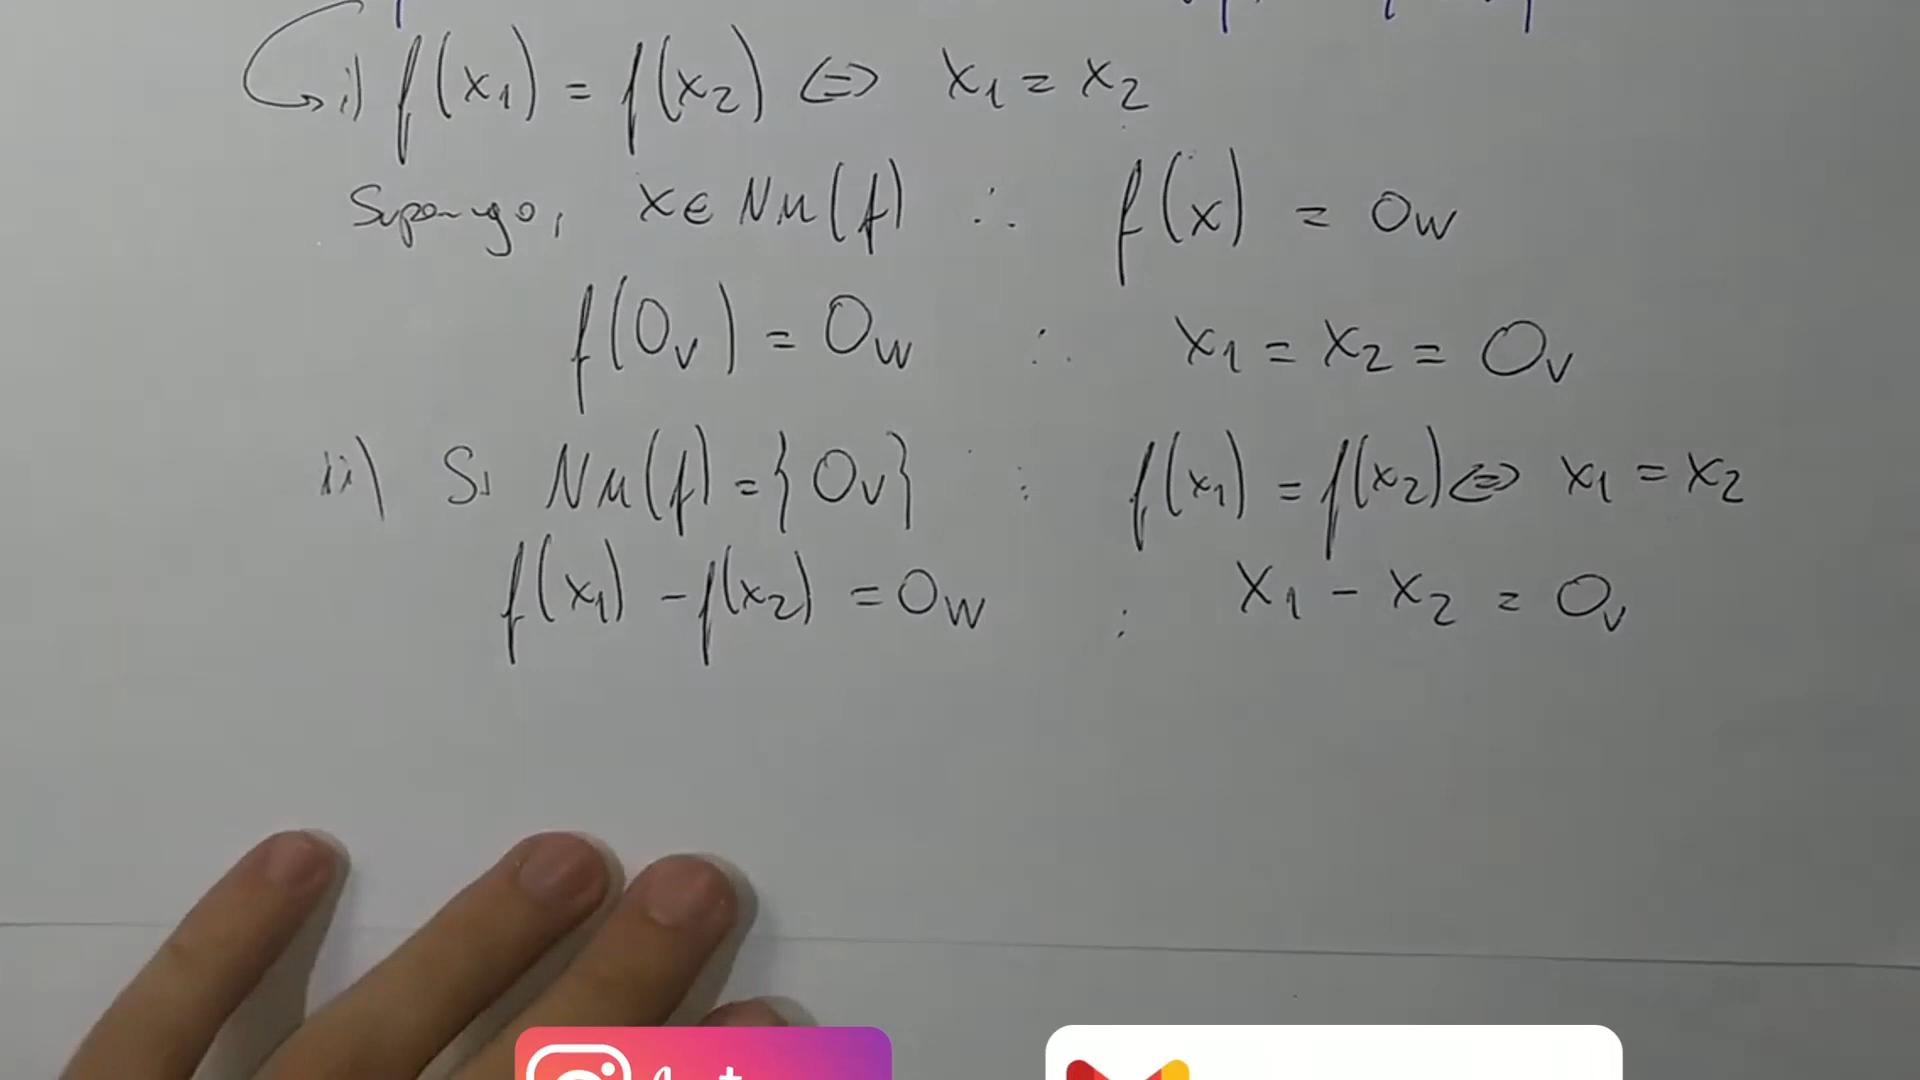 i) f(x₁) = f(x₂) ⇔ x₁ = x₂
Supongo, x ∈ Nu(f) ∴ f(x) = 0w
f(0v) = 0w ∴ x₁ = x₂ = 0v
ii) Si Nu(f) = {0v} : f(x₁) = f(x₂) ⇔ x₁ = x₂
f(x₁) - f(x₂) = 0w : x₁ - x₂ = 0v